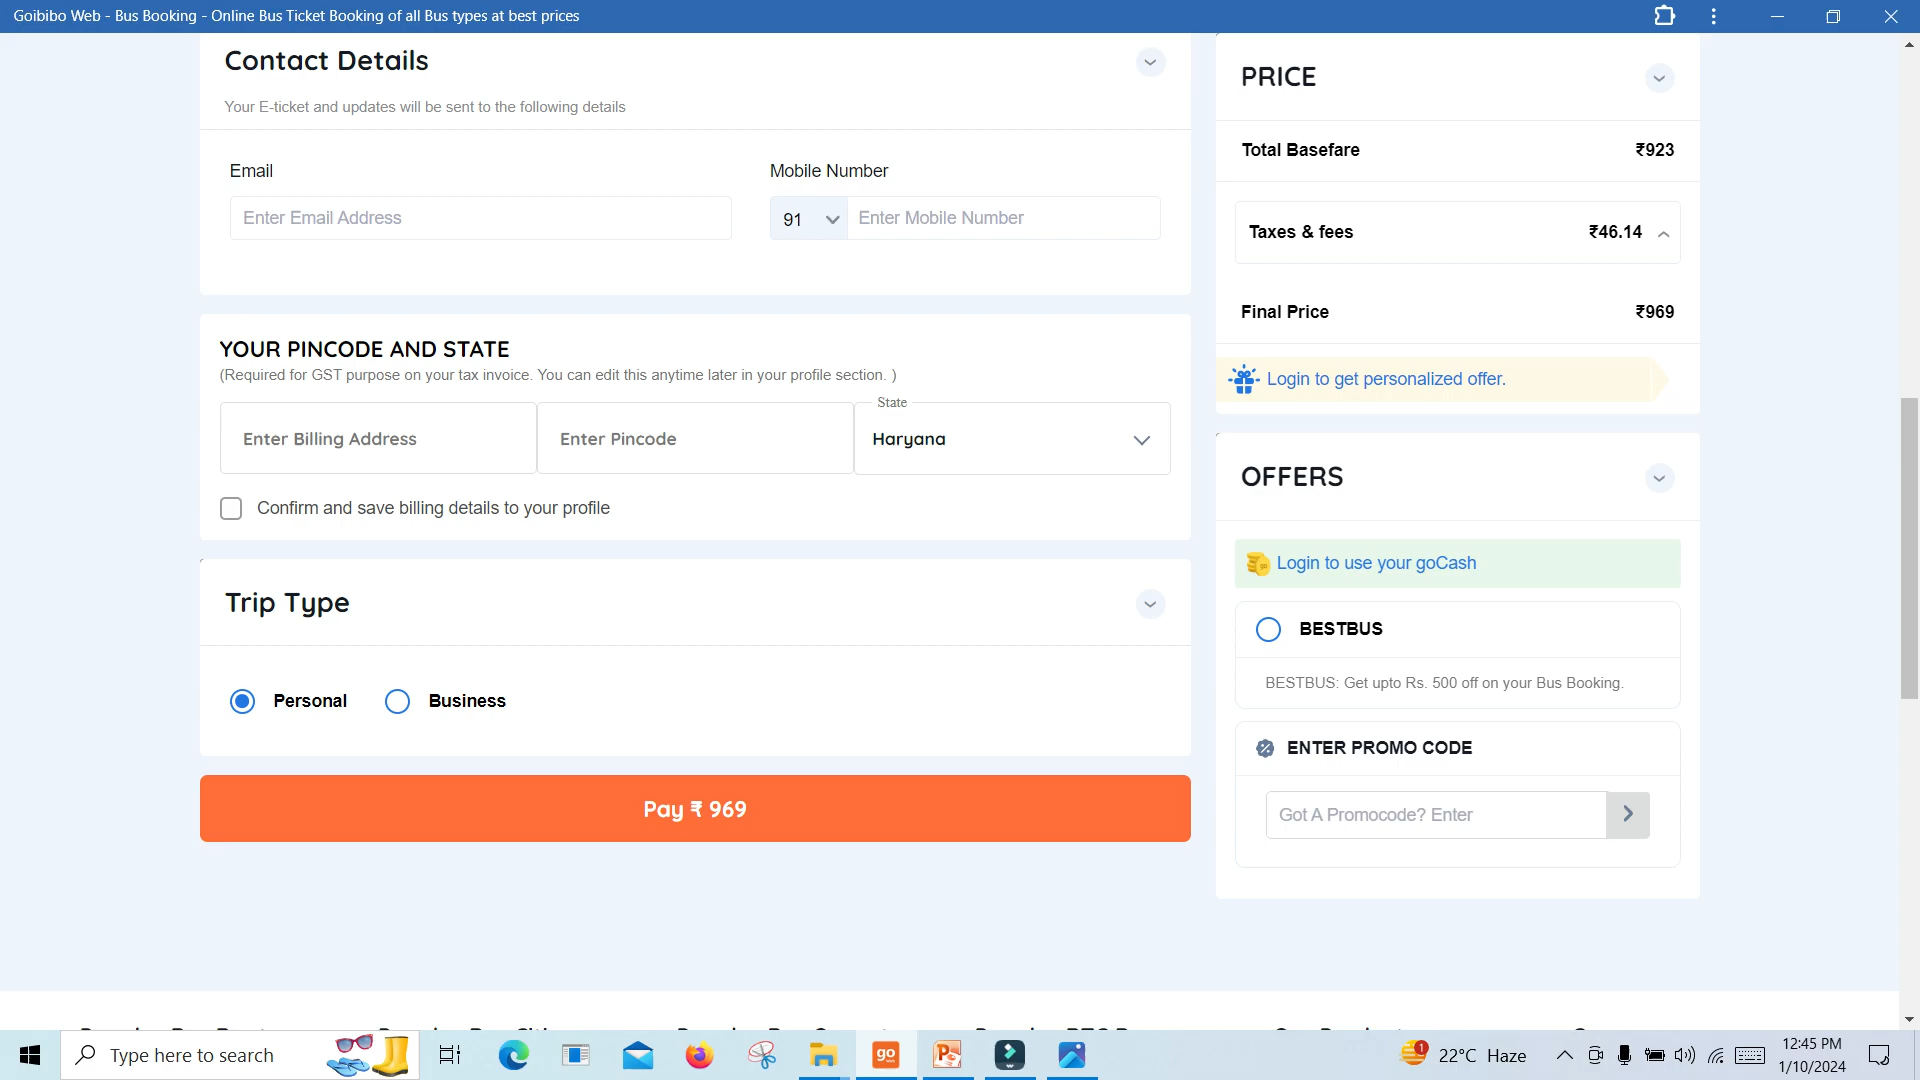 Goibibo Web - Bus Booking - Online Bus Ticket Booking of all Bus types at best prices
Contact Details
Your E-ticket and updates will be sent to the following details
Email
Mobile Number
Enter Email Address
91
Enter Mobile Number
YOUR PINCODE AND STATE
(Required for GST purpose on your tax invoice. You can edit this anytime later in your profile section. )
Enter Billing Address
Enter Pincode
State
Haryana
Confirm and save billing details to your profile
Trip Type
Personal
Business
Pay ₹ 969
PRICE
Total Basefare
₹923
Taxes & fees
₹46.14
Final Price
₹969
Login to get personalized offer.
OFFERS
Login to use your goCash
BESTBUS
BESTBUS: Get upto Rs. 500 off on your Bus Booking.
ENTER PROMO CODE
Got A Promocode? Enter
Type here to search
go
1
22°C Haze
12:45 PM
1/10/2024